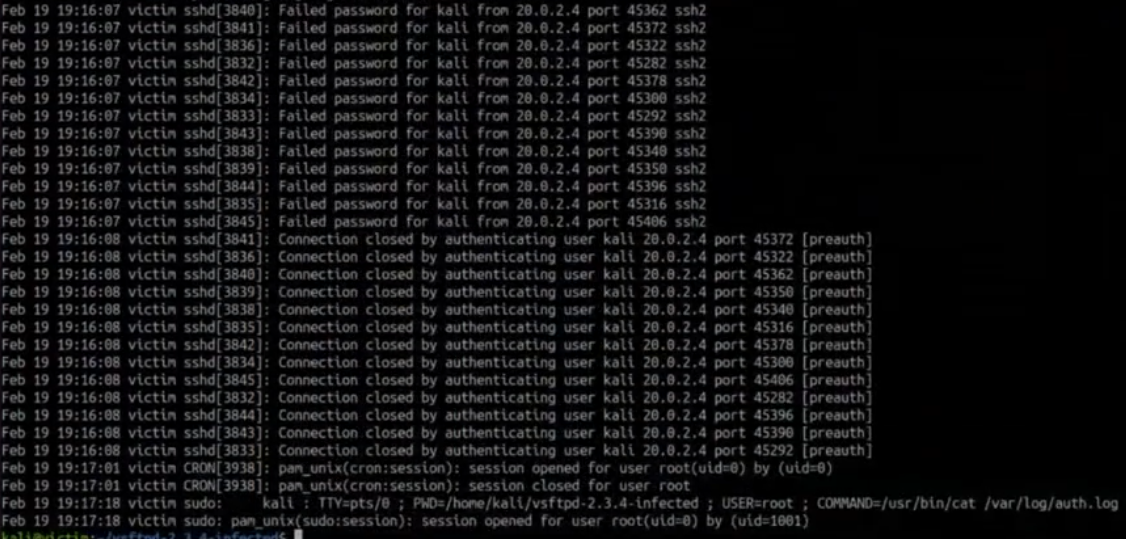 Feb 19 19:16:07 victim sshd[3840]: Failed password for kali from 20.0.2.4 port 45362 ssh2
Feb 19 19:16:07 victim sshd[3841]: Failed password for kali from 20.0.2.4 port 45372 ssh2
Feb 19 19:16:07 victim sshd[3836]: Failed password for kali from 20.0.2.4 port 45322 ssh2
Feb 19 19:16:07 victim sshd[3832]: Failed password for kali from 20.0.2.4 port 45282 ssh2
Feb 19 19:16:07 victim sshd[3842]: Failed password for kali from 20.0.2.4 port 45378 ssh2
Feb 19 19:16:07 victim sshd[3834]: Failed password for kali from 20.0.2.4 port 45300 ssh2
Feb 19 19:16:07 victim sshd[3833]: Failed password for kali from 20.0.2.4 port 45292 ssh2
Feb 19 19:16:07 victim sshd[3843]: Failed password for kali from 20.0.2.4 port 45390 ssh2
Feb 19 19:16:07 victim sshd[3838]: Failed password for kali from 20.0.2.4 port 45340 ssh2
Feb 19 19:16:07 victim sshd[3839]: Failed password for kali from 20.0.2.4 port 45350 ssh2
Feb 19 19:16:07 victim sshd[3844]: Failed password for kali from 20.0.2.4 port 45396 ssh2
Feb 19 19:16:07 victim sshd[3835]: Failed password for kali from 20.0.2.4 port 45316 ssh2
Feb 19 19:16:07 victim sshd[3845]: Failed password for kali from 20.0.2.4 port 45406 ssh2
Feb 19 19:16:08 victim sshd[3841]: Connection closed by authenticating user kali 20.0.2.4 port 45372 [preauth]
Feb 19 19:16:08 victim sshd[3836]: Connection closed by authenticating user kali 20.0.2.4 port 45322 [preauth]
Feb 19 19:16:08 victim sshd[3840]: Connection closed by authenticating user kali 20.0.2.4 port 45362 [preauth]
Feb 19 19:16:08 victim sshd[3839]: Connection closed by authenticating user kali 20.0.2.4 port 45350 [preauth]
Feb 19 19:16:08 victim sshd[3838]: Connection closed by authenticating user kali 20.0.2.4 port 45340 [preauth]
Feb 19 19:16:08 victim sshd[3835]: Connection closed by authenticating user kali 20.0.2.4 port 45316 [preauth]
Feb 19 19:16:08 victim sshd[3842]: Connection closed by authenticating user kali 20.0.2.4 port 45378 [preauth]
Feb 19 19:16:08 victim sshd[3834]: Connection closed by authenticating user kali 20.0.2.4 port 45300 [preauth]
Feb 19 19:16:08 victim sshd[3845]: Connection closed by authenticating user kali 20.0.2.4 port 45406 [preauth]
Feb 19 19:16:08 victim sshd[3832]: Connection closed by authenticating user kali 20.0.2.4 port 45282 [preauth]
Feb 19 19:16:08 victim sshd[3844]: Connection closed by authenticating user kali 20.0.2.4 port 45396 [preauth]
Feb 19 19:16:08 victim sshd[3843]: Connection closed by authenticating user kali 20.0.2.4 port 45390 [preauth]
Feb 19 19:16:08 victim sshd[3833]: Connection closed by authenticating user kali 20.0.2.4 port 45292 [preauth]
Feb 19 19:17:01 victim CRON[3938]: pam_unix(cron:session): session opened for user root(uid=0) by (uid=0)
Feb 19 19:17:01 victim CRON[3938]: pam_unix(cron:session): session closed for user root
Feb 19 19:17:18 victim sudo:     kali : TTY=pts/0 ; PWD=/home/kali/vsftpd-2.3.4-infected ; USER=root ; COMMAND=/usr/bin/cat /var/log/auth.log
Feb 19 19:17:18 victim sudo: pam_unix(sudo:session): session opened for user root(uid=0) by (uid=1001)
kali@victim:~/vsftpd-2.3.4-infected$